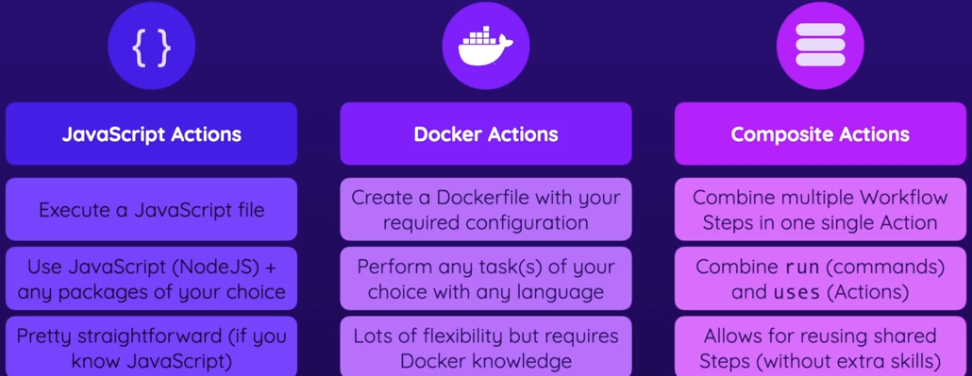 { }
JavaScript Actions
Execute a JavaScript file
Use JavaScript (NodeJS) +
any packages of your choice
Pretty straightforward (if you
know JavaScript)
Docker Actions
Create a Dockerfile with your
required configuration
Perform any task(s) of your
choice with any language
Lots of flexibility but requires
Docker knowledge
Composite Actions
Combine multiple Workflow
Steps in one single Action
Combine run (commands)
and uses (Actions)
Allows for reusing shared
Steps (without extra skills)